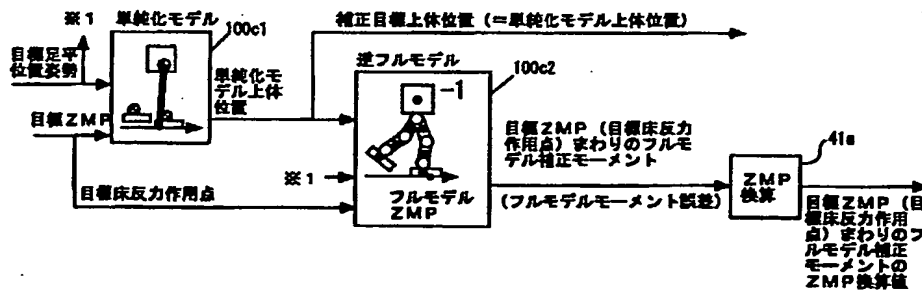 ※1
単純化モデル
100c1
目標足平
位置姿勢
目標ZMP
単純化モ
デル上体
位置
補正目標上体位置(=単純化モデル上体位置)
逆フルモデル
100c2
-1
※1
フルモデル
ZMP
目標床反力作用点
目標ZMP(目標床反力
作用点)まわりのフルモ
デル補正モーメント
(フルモデルモーメント誤差)
41a
ZMP
換算
目標ZMP(目
標床反力作用
点)まわりのフ
ルモデル補正
モーメントの
ZMP換算値